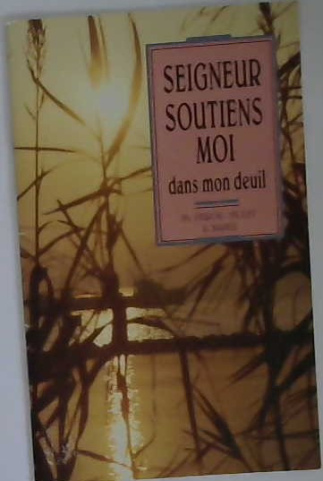 SEIGNEUR
SOUTIENS
MOI
dans mon deuil